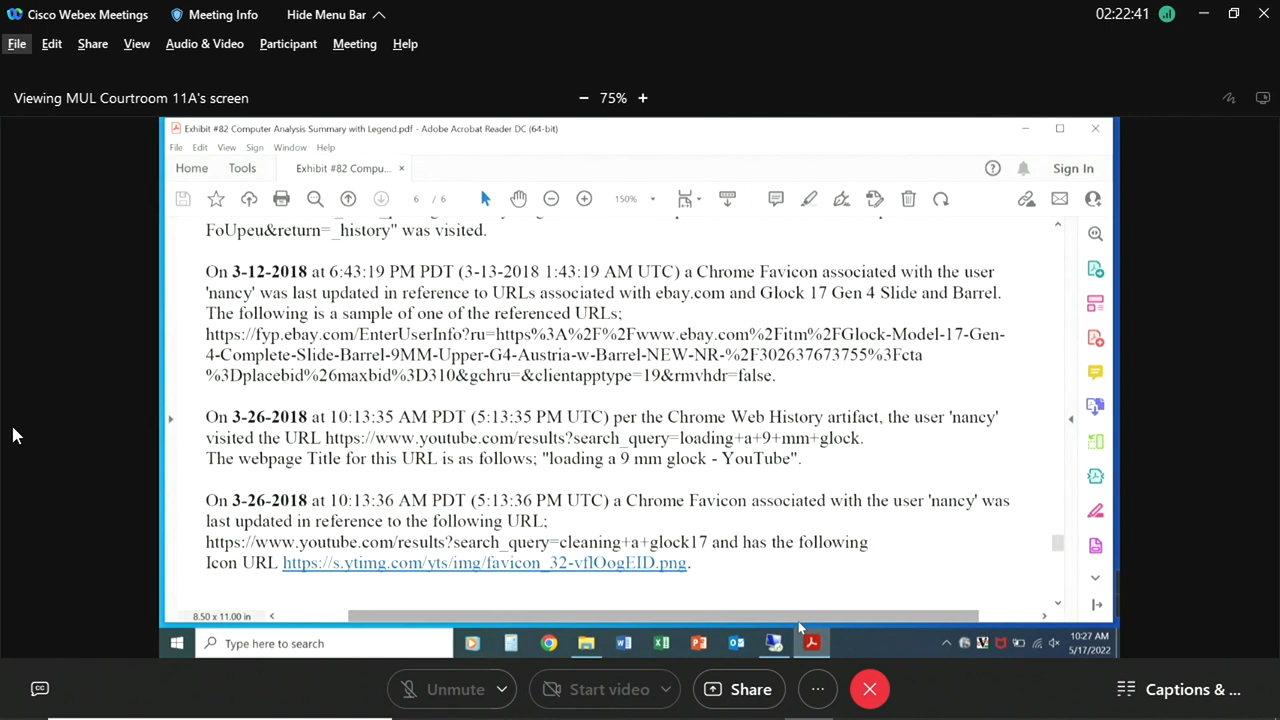 Cisco Webex Meetings Meeting Info Hide Menu Bar 02:22:41
File Edit Share View Audio & Video Participant Meeting Help
Viewing MUL Courtroom 11A's screen 75%
Exhibit #82 Computer Analysis Summary with Legend.pdf - Adobe Acrobat Reader DC (64-bit)
File Edit View Sign Window Help
Home Tools Exhibit #82 Compu... Sign In
6 / 6 150%
FoUpeu&return=_history" was visited.
On 3-12-2018 at 6:43:19 PM PDT (3-13-2018 1:43:19 AM UTC) a Chrome Favicon associated with the user
'nancy' was last updated in reference to URLs associated with ebay.com and Glock 17 Gen 4 Slide and Barrel.
The following is a sample of one of the referenced URLs;
https://fyp.ebay.com/EnterUserInfo?ru=https%3A%2F%2Fwww.ebay.com%2Fitm%2FGlock-Model-17-Gen-
4-Complete-Slide-Barrel-9MM-Upper-G4-Austria-w-Barrel-NEW-NR-%2F302637673755%3Fcta
%3Dplacebid%26maxbid%3D310&gchru=&clientapptype=19&rmvhdr=false.
On 3-26-2018 at 10:13:35 AM PDT (5:13:35 PM UTC) per the Chrome Web History artifact, the user 'nancy'
visited the URL https://www.youtube.com/results?search_query=loading+a+9+mm+glock.
The webpage Title for this URL is as follows; "loading a 9 mm glock - YouTube".
On 3-26-2018 at 10:13:36 AM PDT (5:13:36 PM UTC) a Chrome Favicon associated with the user 'nancy' was
last updated in reference to the following URL;
https://www.youtube.com/results?search_query=cleaning+a+glock17 and has the following
Icon URL https://s.ytimg.com/yts/img/favicon_32-vflOogEID.png.
8.50 x 11.00 in
Type here to search 10:27 AM
5/17/2022
Unmute Start video Share Captions & ...